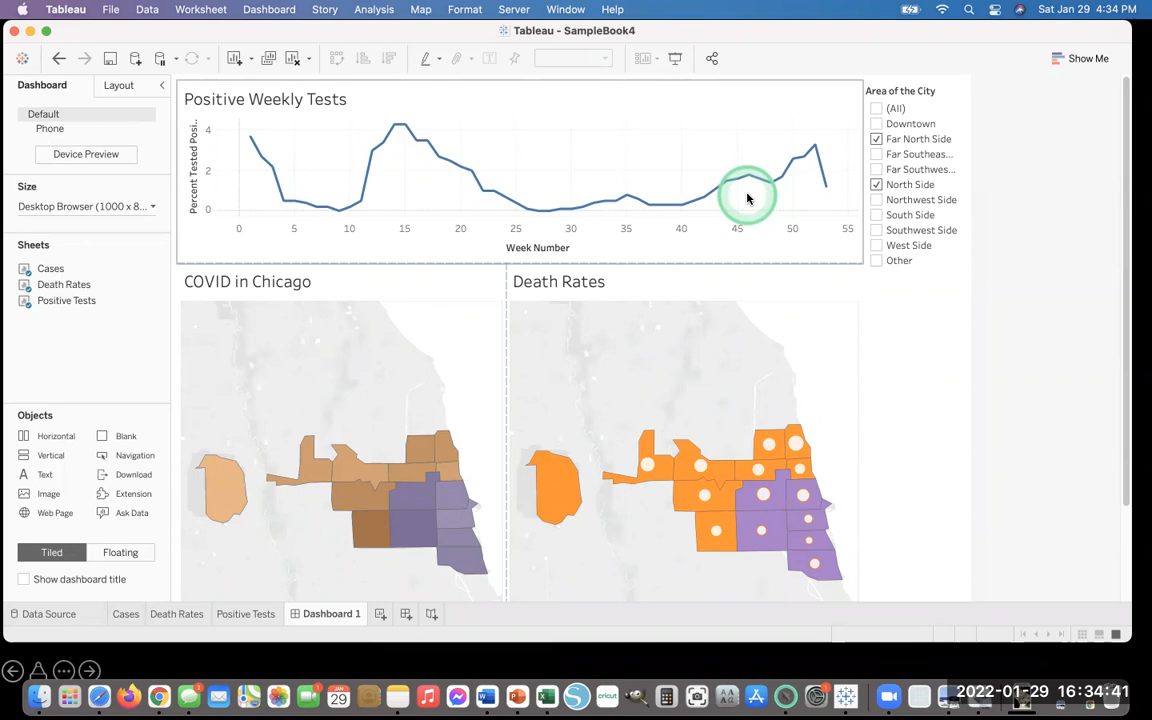 Tableau File Data Worksheet Dashboard Story Analysis Map Format Server Window Help Sat Jan 29 4:34 PM
Tableau - SampleBook4
Show Me
Dashboard Layout
Default
Phone
Device Preview
Size
Desktop Browser (1000 x 8...
Sheets
Cases
Death Rates
Positive Tests
Objects
Horizontal Blank
Vertical Navigation
Text Download
Image Extension
Web Page Ask Data
Tiled Floating
Show dashboard title
Positive Weekly Tests
Percent Tested Posi..
4
2
0
0 5 10 15 20 25 30 35 40 45 50 55
Week Number
COVID in Chicago Death Rates
Area of the City
(All)
Downtown
Far North Side
Far Southeas...
Far Southwes...
North Side
Northwest Side
South Side
Southwest Side
West Side
Other
Data Source Cases Death Rates Positive Tests Dashboard 1
JAN
29
cricut
2022-01-29 16:34:41